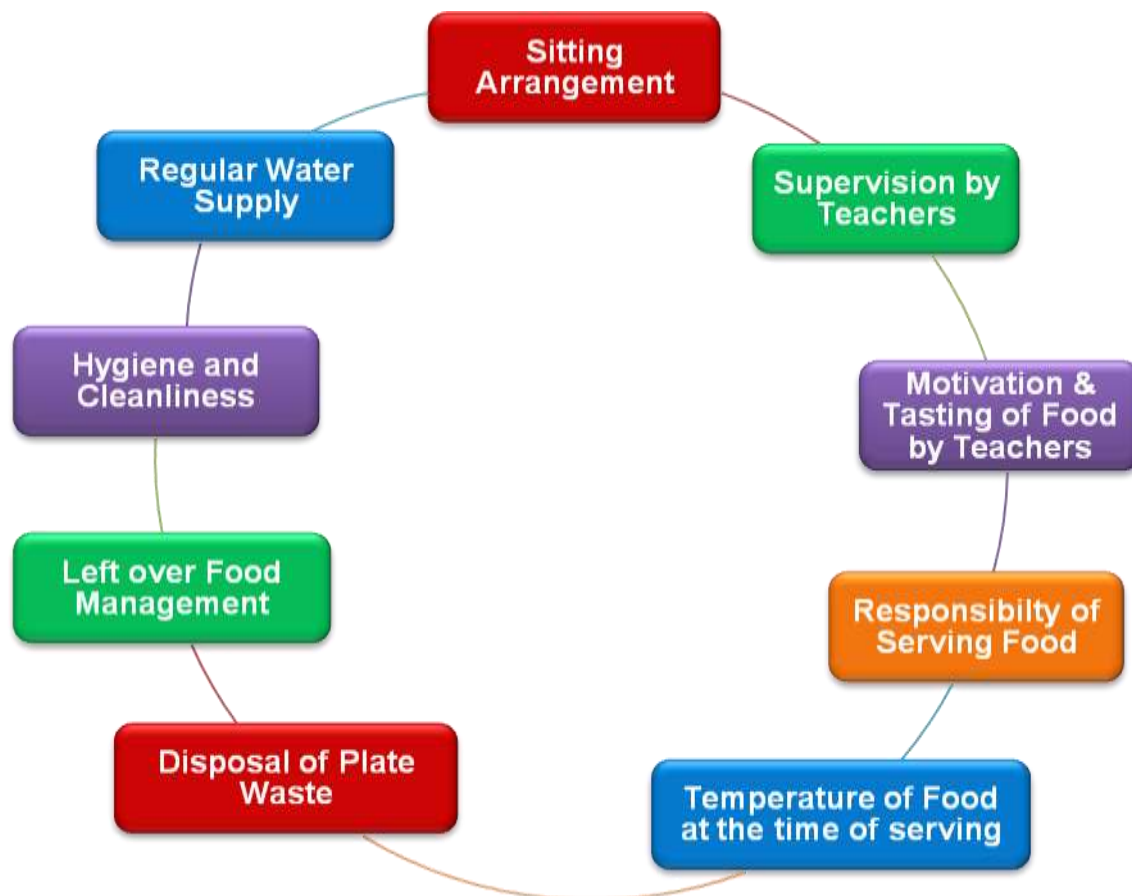 Sitting
Arrangement
Supervision by
Teachers
Motivation &
Tasting of Food
by Teachers
Responsibilty of
Serving Food
Temperature of Food
at the time of serving
Disposal of Plate
Waste
Left over Food
Management
Hygiene and
Cleanliness
Regular Water
Supply